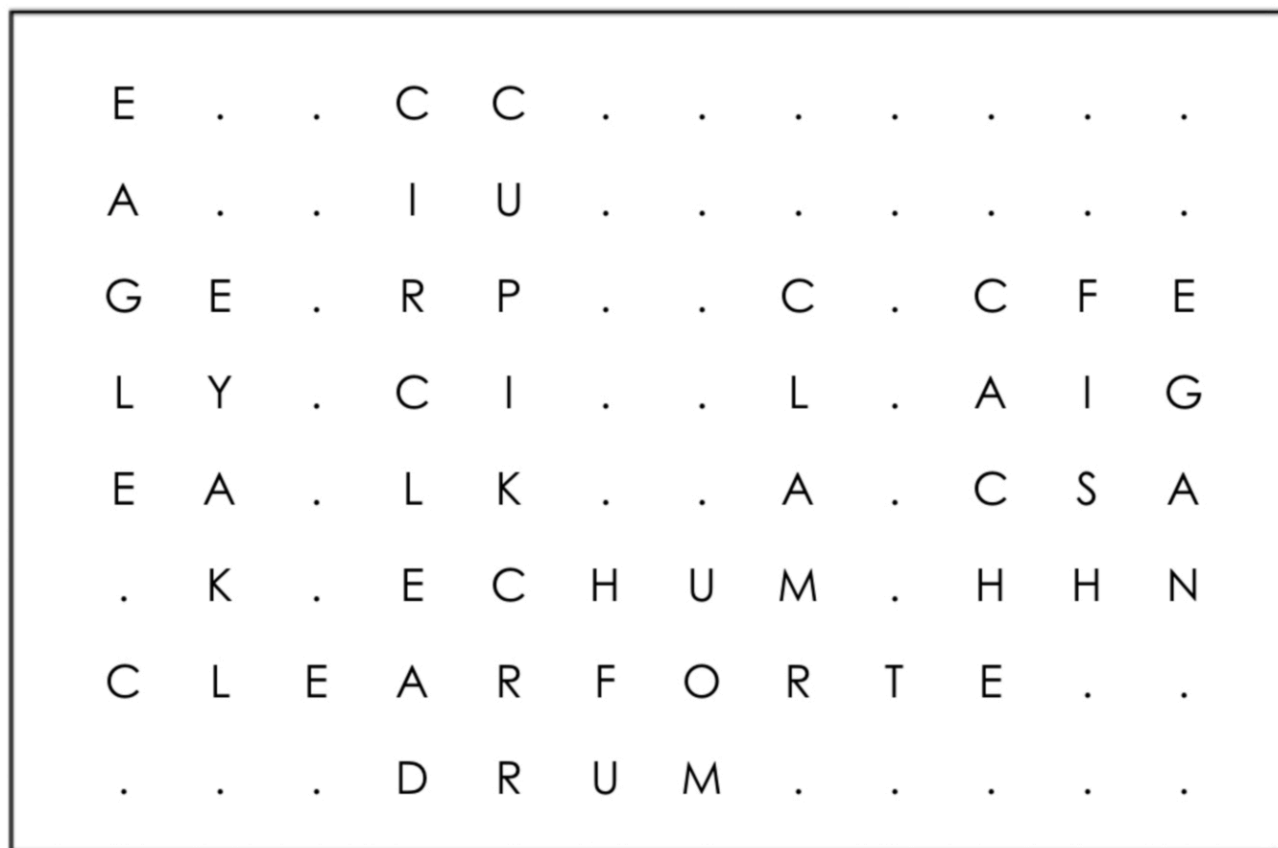 E . . C C . . . . . . .
A . . I U . . . . . . .
G E . R P . . C . C F E
L Y . C I . . L . A I G
E A . L K . . A . C S A
. K . E C H U M . H H N
C L E A R F O R T E . .
. . . D R U M . . . . .